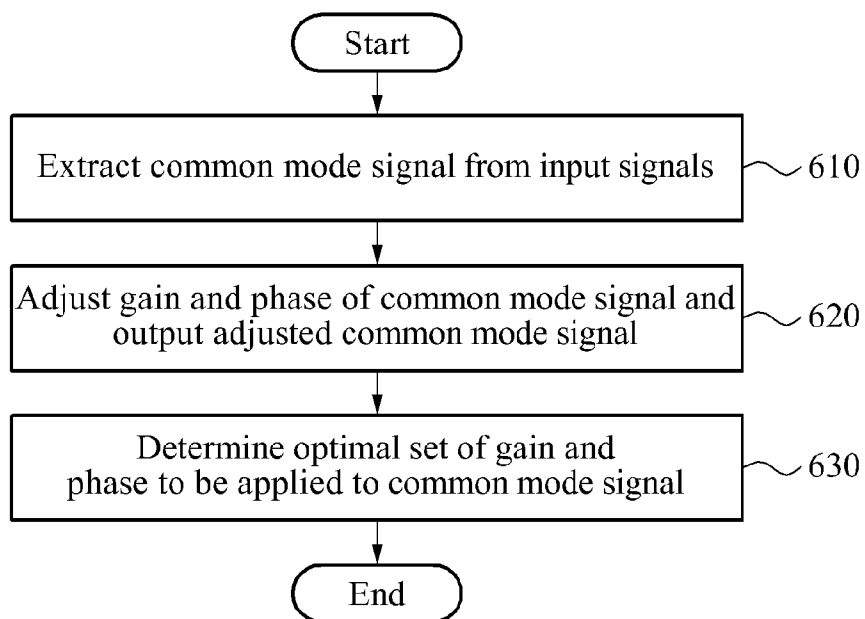 Start
Extract common mode signal from input signals
610
Adjust gain and phase of common mode signal and
output adjusted common mode signal
620
Determine optimal set of gain and
phase to be applied to common mode signal
630
End